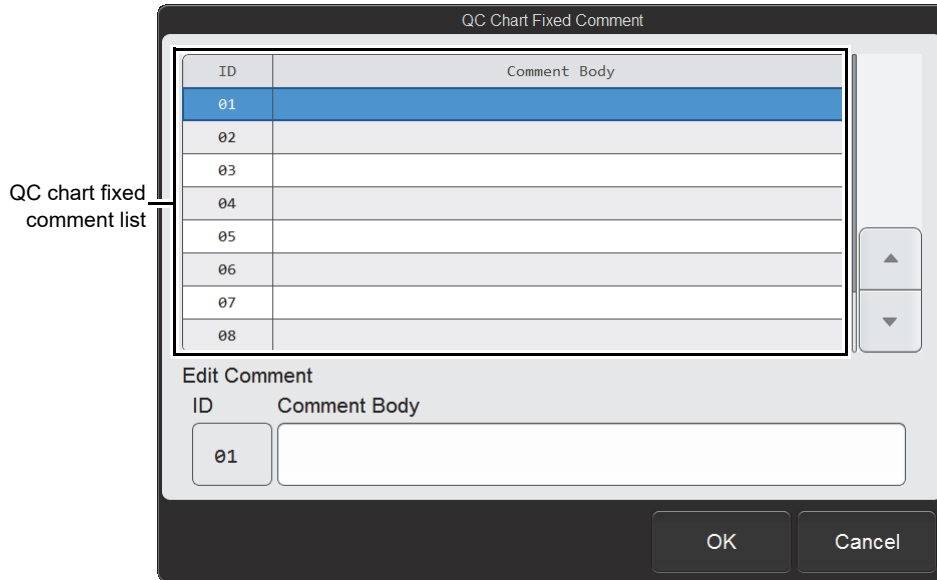 QC Chart Fixed Comment
ID Comment Body
01
02
03
QC chart fixed
comment list
04
05
06
07
08
Edit Comment
ID Comment Body
01
OK Cancel